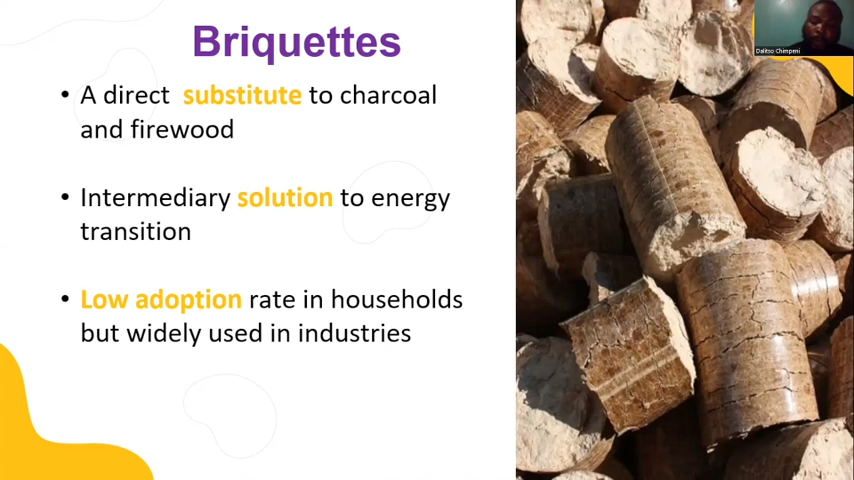 Briquettes
• A direct substitute to charcoal
and firewood
• Intermediary solution to energy
transition
• Low adoption rate in households
but widely used in industries
Dalitso Chimpeni